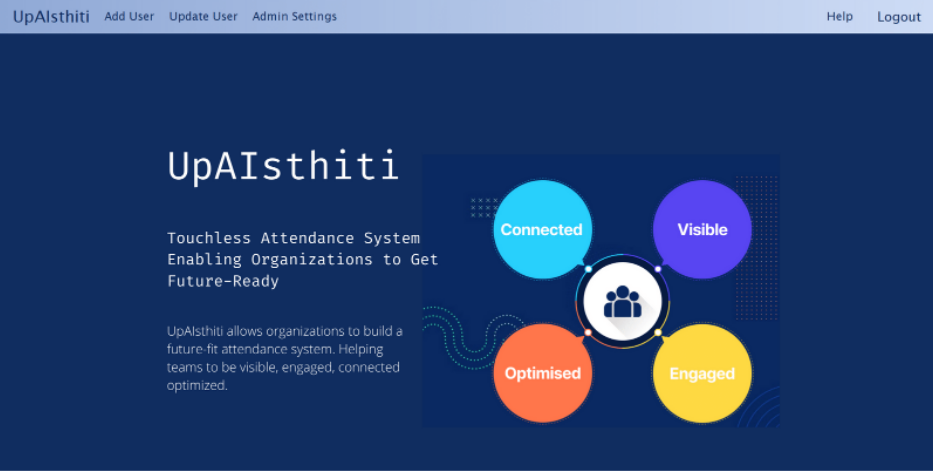 UpAIsthiti Add User Update User Admin Settings Help Logout
UpAIsthiti
Touchless Attendance System
Enabling Organizations to Get
Future-Ready
UpAIsthiti allows organizations to build a
future-fit attendance system. Helping
teams to be visible, engaged, connected
optimized.
Connected Visible
Optimised Engaged